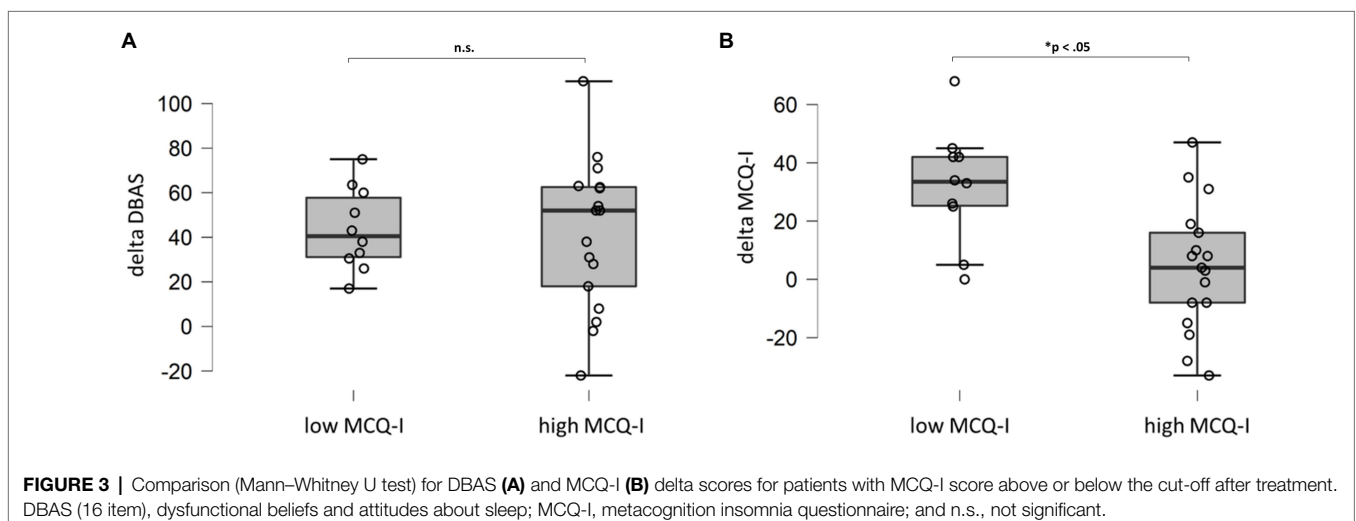 A
n.s.
delta DBAS
100
80
60
40
20
0
-20
low MCQ-I
high MCQ-I
B
*p < .05
delta MCQ-I
60
40
20
0
-20
low MCQ-I
high MCQ-I
FIGURE 3 | Comparison (Mann–Whitney U test) for DBAS (A) and MCQ-I (B) delta scores for patients with MCQ-I score above or below the cut-off after treatment.
DBAS (16 item), dysfunctional beliefs and attitudes about sleep; MCQ-I, metacognition insomnia questionnaire; and n.s., not significant.